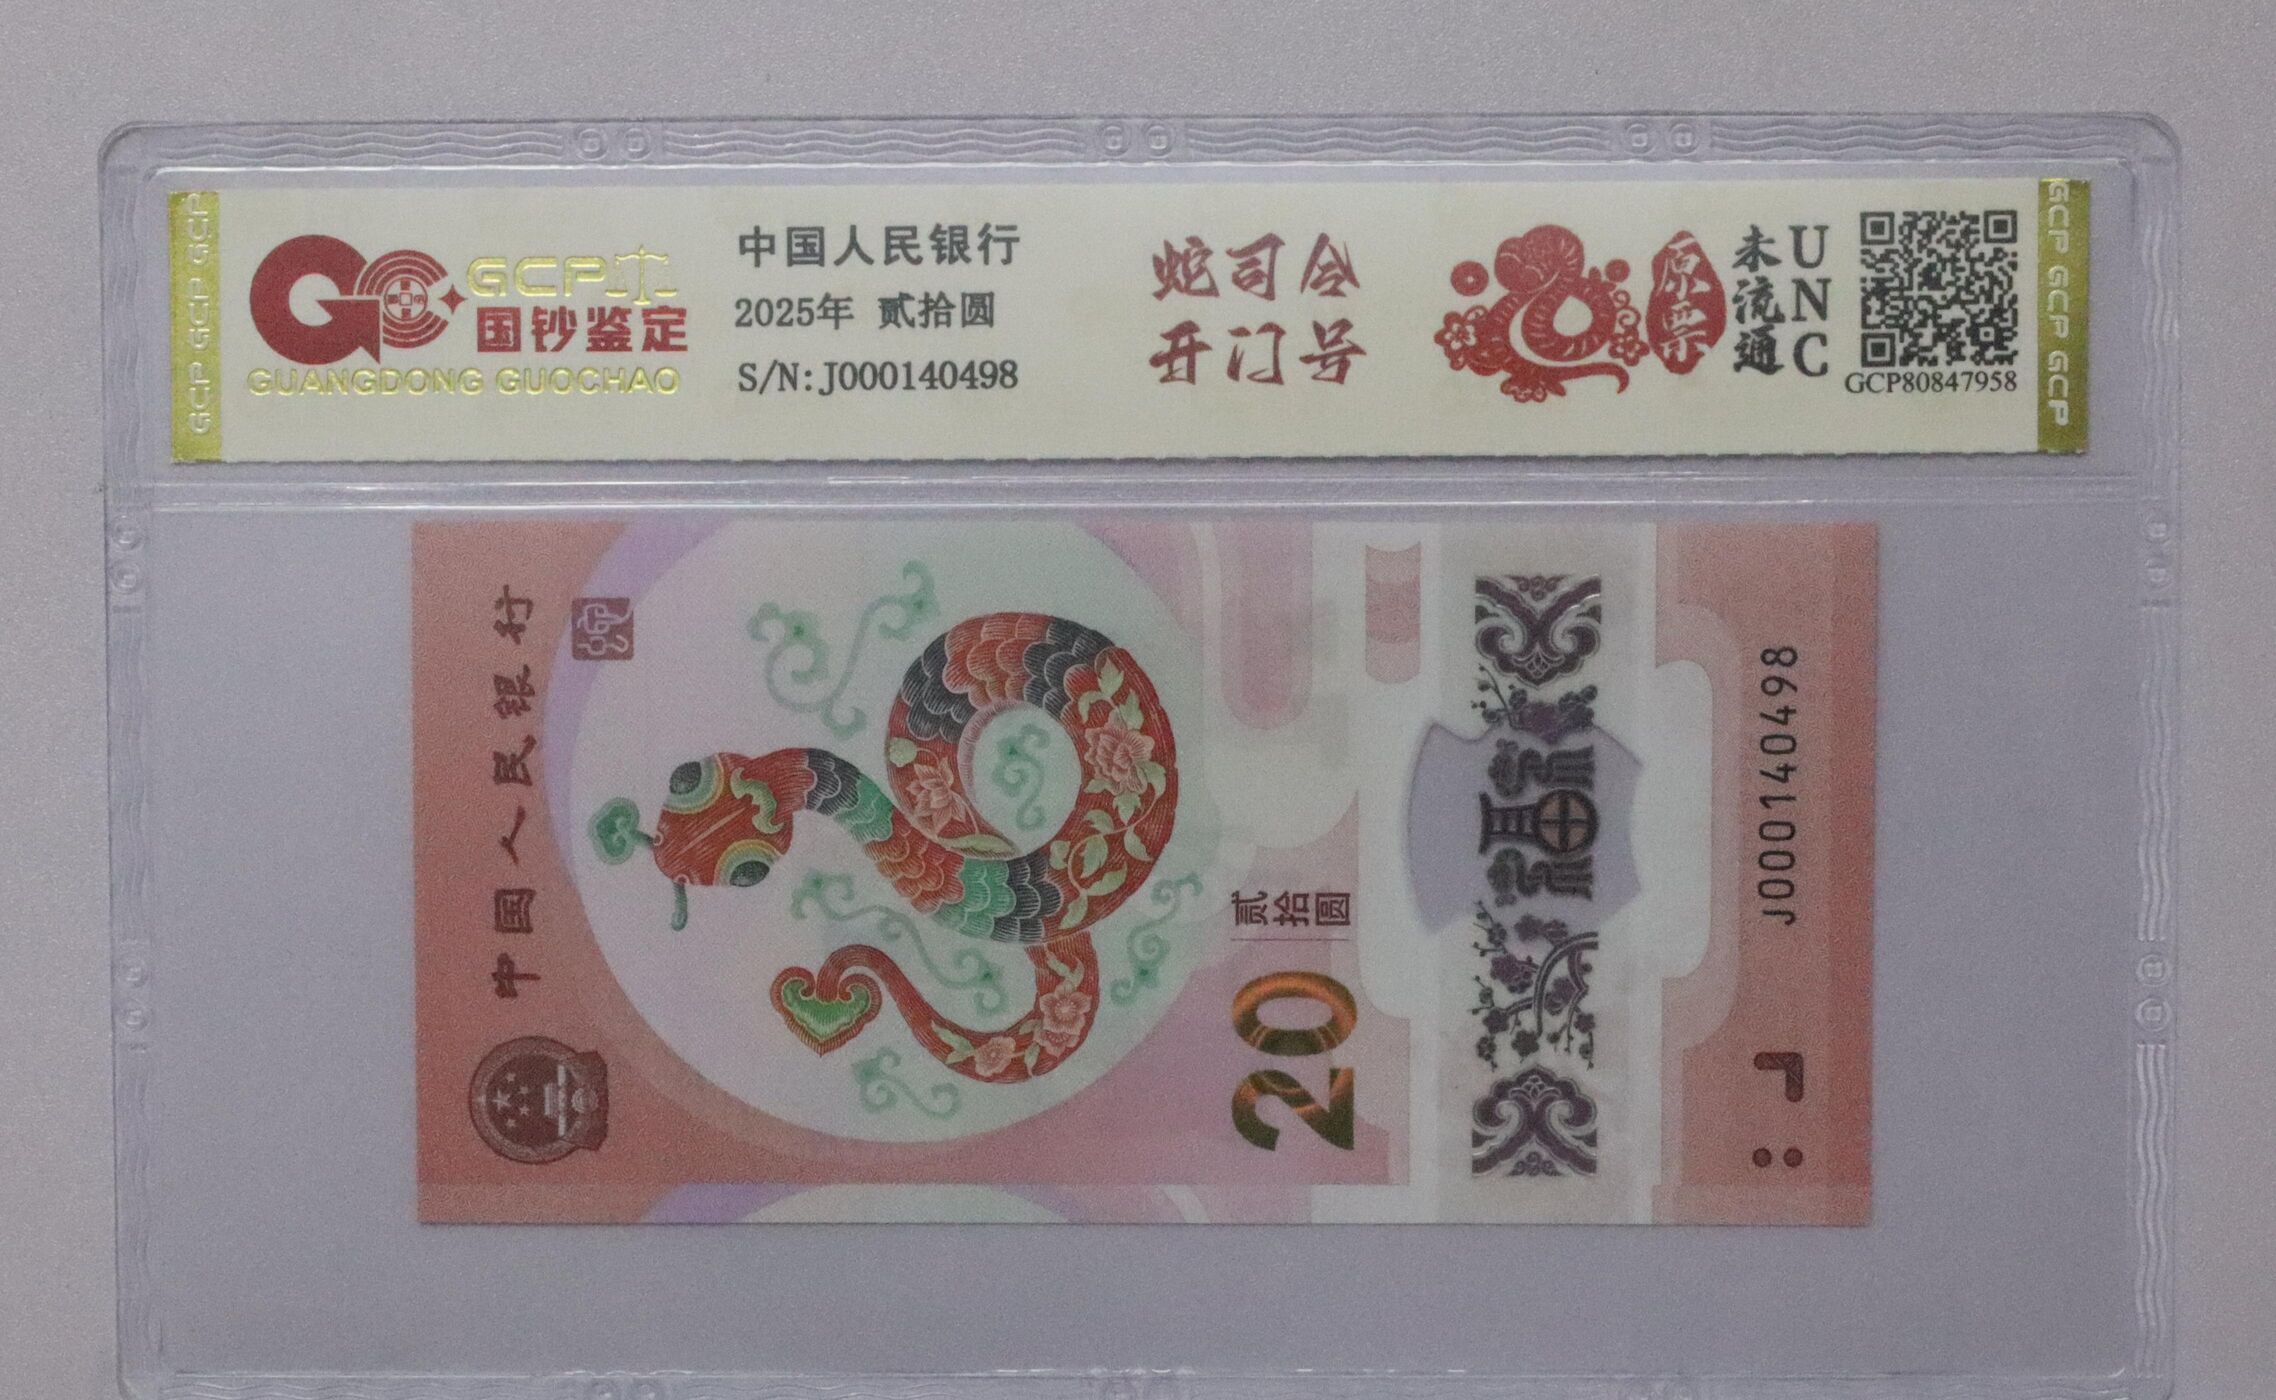 GCP GCP GCP
GCP
国钞鉴定
GUANGDONG GUOCHAO
中国人民银行
2025年 贰拾圆
S/N:J000140498
蛇司令
开门号
原票
未流通
UNC
GCP80847958
GCP GCP GCP
中国人民银行
贰拾圆
20
福
J000140498